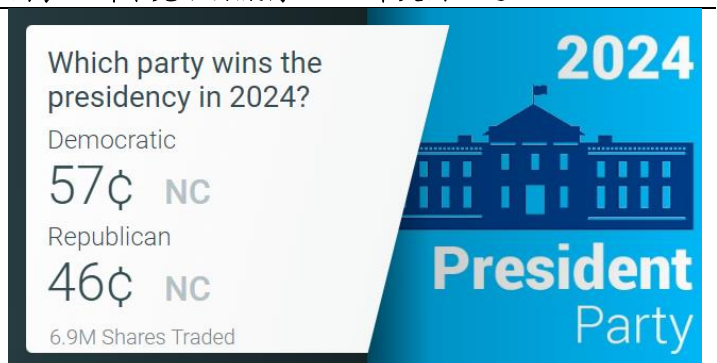 Which party wins the
presidency in 2024?
Democratic
57¢ NC
Republican
46¢ NC
6.9M Shares Traded
2024
President
Party